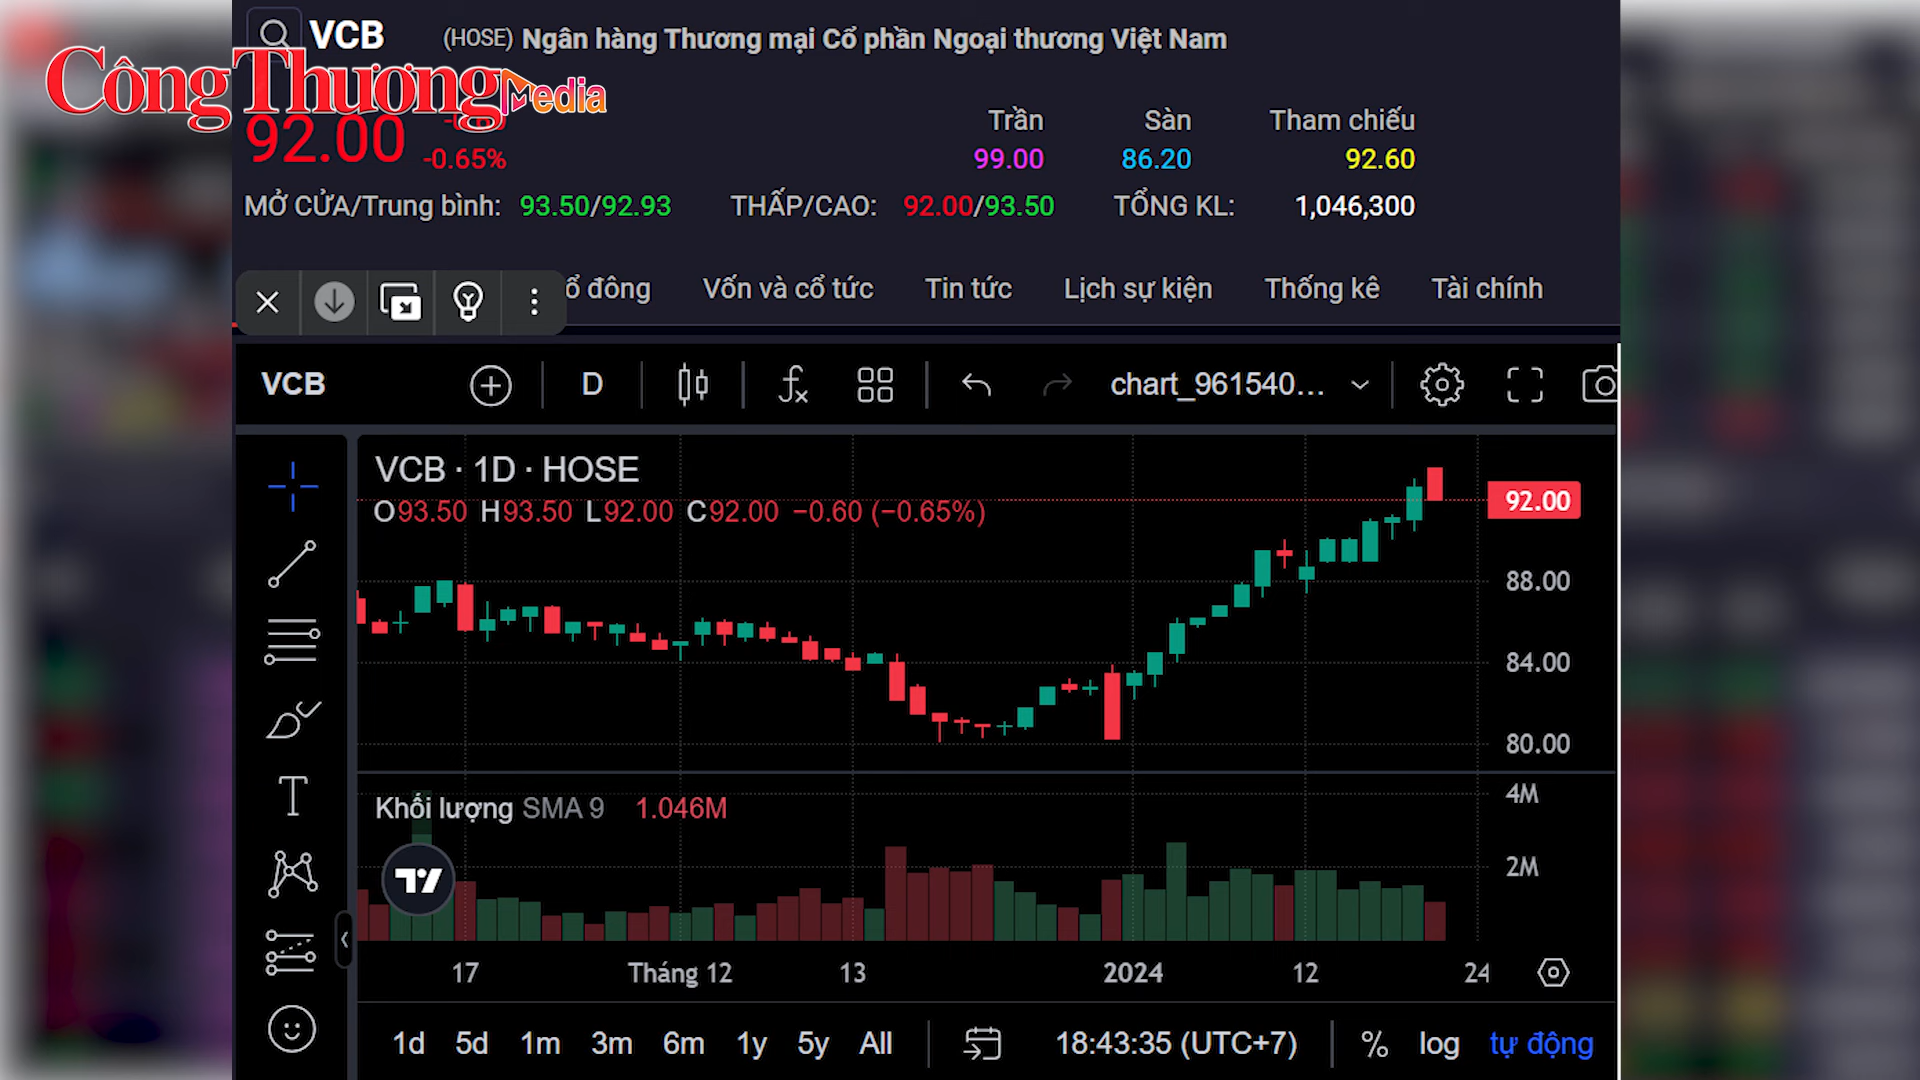 VCB (HOSE) Ngân hàng Thương mại Cổ phần Ngoại thương Việt Nam
Công Thương Media
Trần Sàn Tham chiếu
92.00 -0.65% 99.00 86.20 92.60
MỞ CỬA/Trung bình: 93.50/92.93 THẤP/CAO: 92.00/93.50 TỔNG KL: 1,046,300
ổ đông Vốn và cổ tức Tin tức Lịch sự kiện Thống kê Tài chính
VCB D chart_961540...
VCB · 1D · HOSE
O93.50 H93.50 L92.00 C92.00 −0.60 (−0.65%)
92.00
88.00
84.00
80.00
Khối lượng SMA 9 1.046M
4M
2M
17 Tháng 12 13 2024 12 24
1d 5d 1m 3m 6m 1y 5y All 18:43:35 (UTC+7) % log tự động